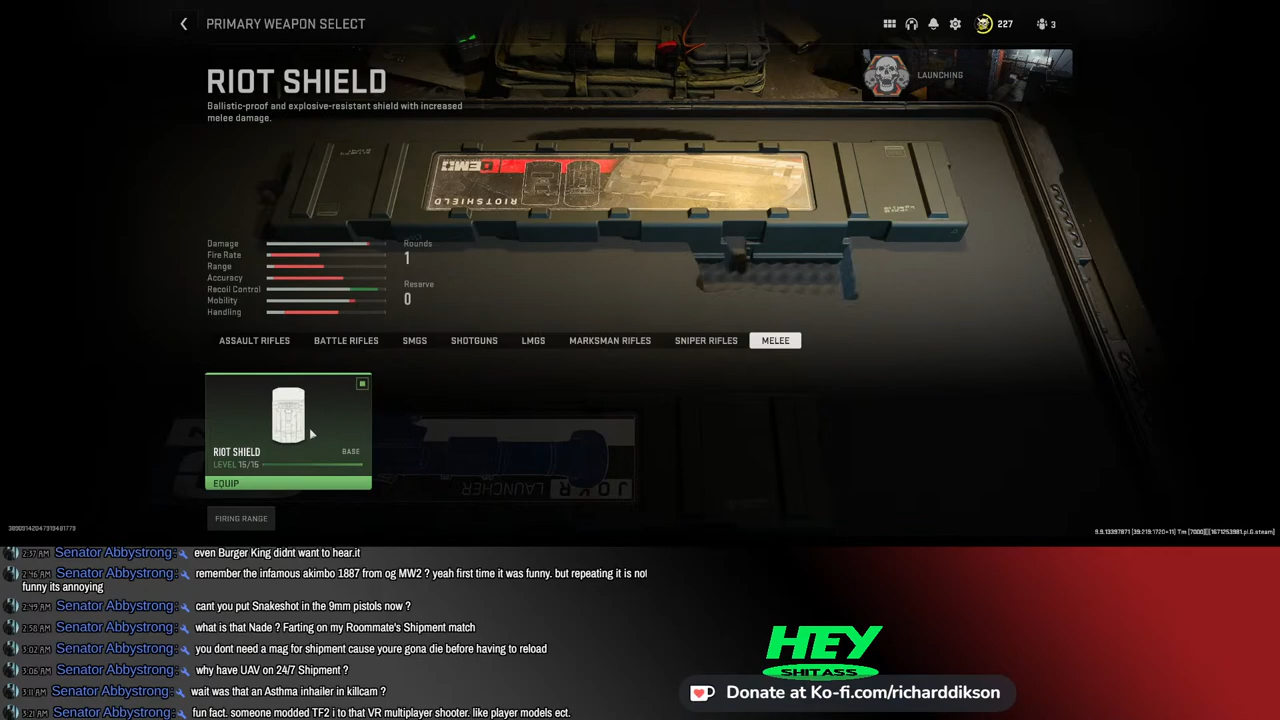 PRIMARY WEAPON SELECT
227
3
RIOT SHIELD
LAUNCHING
Ballistic-proof and explosive-resistant shield with increased
melee damage.
DEMO
RIOTSHIELD
Damage
Fire Rate
Range
Accuracy
Recoil Control
Mobility
Handling
Rounds
1
Reserve
0
ASSAULT RIFLES BATTLE RIFLES SMGS SHOTGUNS LMGS MARKSMAN RIFLES SNIPER RIFLES MELEE
RIOT SHIELD BASE
LEVEL 15/15
EQUIP
JOKR
LAUNCHER
FIRING RANGE
2:37 AM Senator Abbystrong: even Burger King didnt want to hear.it
2:46 AM Senator Abbystrong: remember the infamous akimbo 1887 from og MW2 ? yeah first time it was funny. but repeating it is not
funny its annoying
2:49 AM Senator Abbystrong: cant you put Snakeshot in the 9mm pistols now ?
2:58 AM Senator Abbystrong: what is that Nade ? Farting on my Roommate's Shipment match
3:02 AM Senator Abbystrong: you dont need a mag for shipment cause youre gona die before having to reload
3:06 AM Senator Abbystrong: why have UAV on 24/7 Shipment ?
3:11 AM Senator Abbystrong: wait was that an Asthma inhailer in killcam ?
3:21 AM Senator Abbystrong: fun fact. someone modded TF2 i to that VR multiplayer shooter. like player models ect.
HEY
SHITASS
Donate at Ko-fi.com/richarddikson